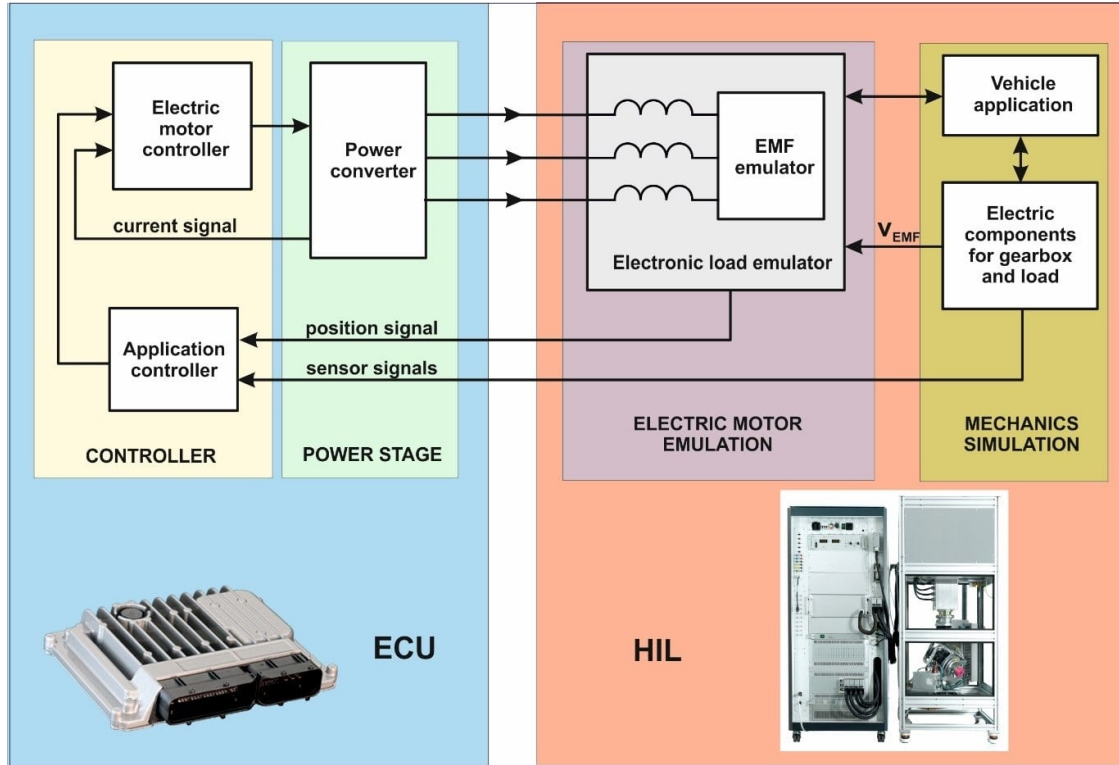 Electric
motor
controller
Power
converter
current signal
Application
controller
position signal
sensor signals
CONTROLLER
POWER STAGE
EMF
emulator
Electronic load emulator
Vehicle
application
V_EMF
Electric
components
for gearbox
and load
ELECTRIC MOTOR
EMULATION
MECHANICS
SIMULATION
ECU
HIL